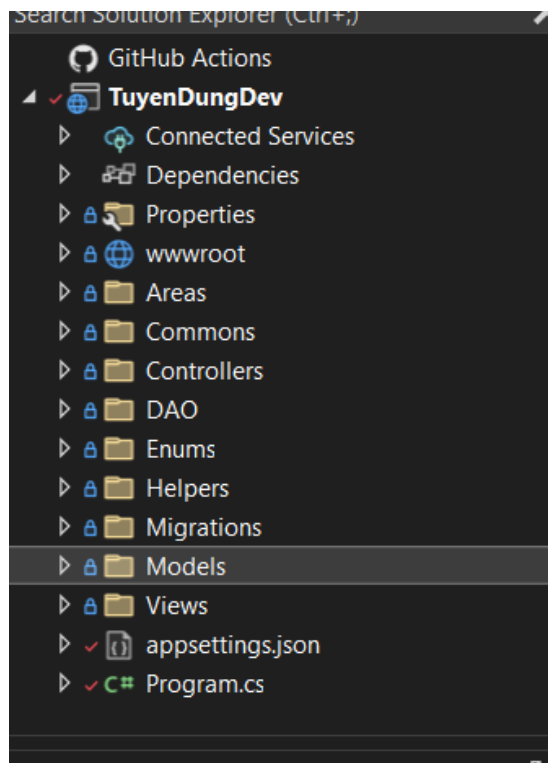 Search Solution Explorer (Ctrl+;)
GitHub Actions
TuyenDungDev
Connected Services
Dependencies
Properties
wwwroot
Areas
Commons
Controllers
DAO
Enums
Helpers
Migrations
Models
Views
appsettings.json
C# Program.cs